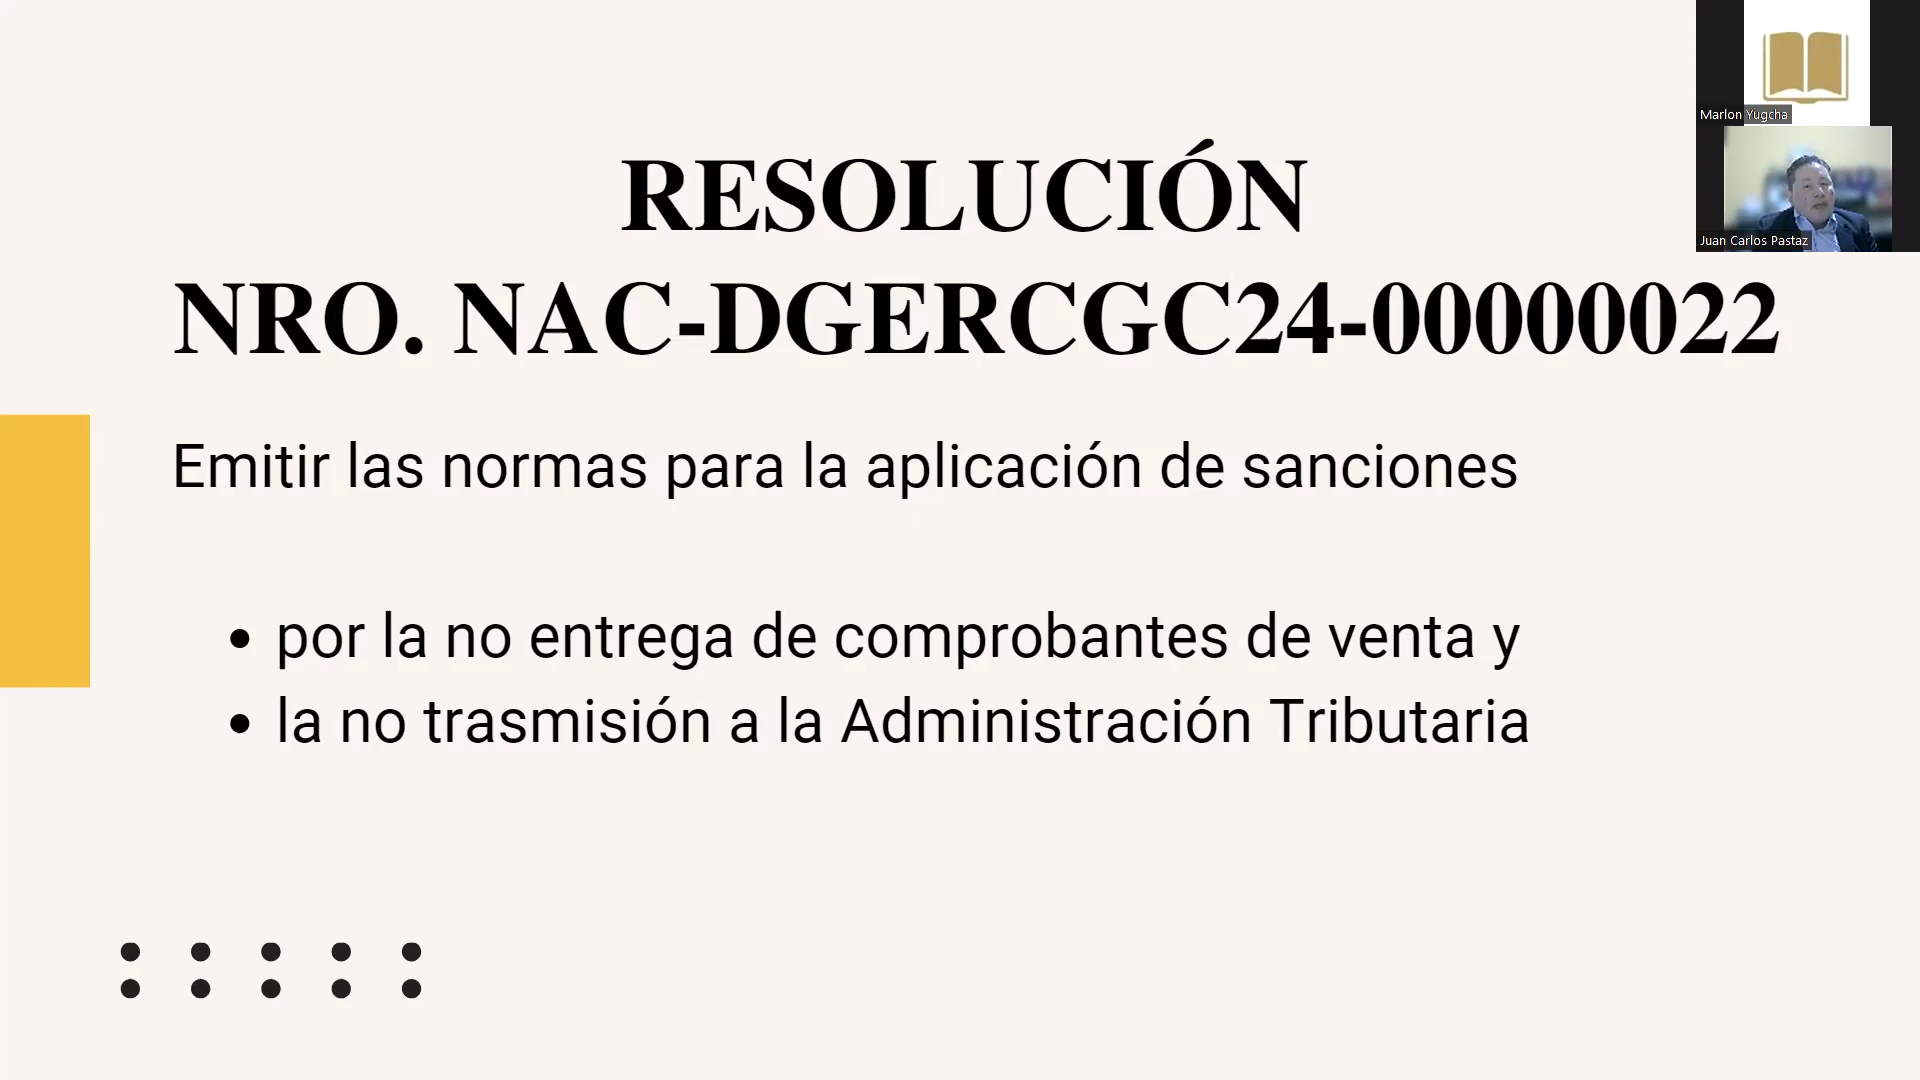 RESOLUCIÓN
NRO. NAC-DGERCGC24-00000022
Emitir las normas para la aplicación de sanciones
• por la no entrega de comprobantes de venta y
• la no trasmisión a la Administración Tributaria
Marlon Yugcha
Juan Carlos Pastaz